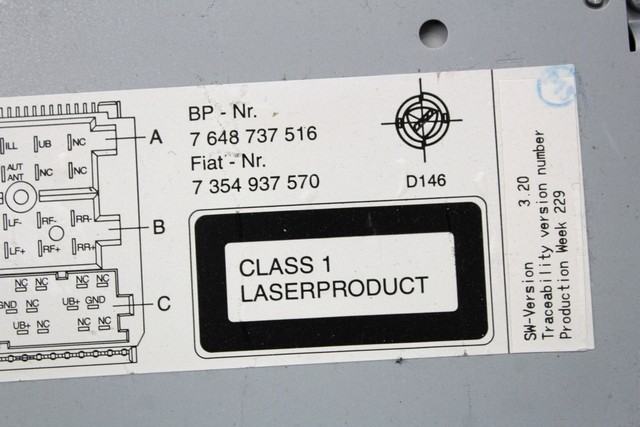 ILL UB NC
AUT
ANT NC NC
LF- RF- RR-
LF+ RF+ RR+
NC NC NC NC
GND NC UB+ GND
UB+ NC NC NC
A
B
C
BP - Nr.
7 648 737 516
Fiat - Nr.
7 354 937 570
D146
CLASS 1
LASERPRODUCT
SW-Version 3.20
Traceability version number
Production Week 229